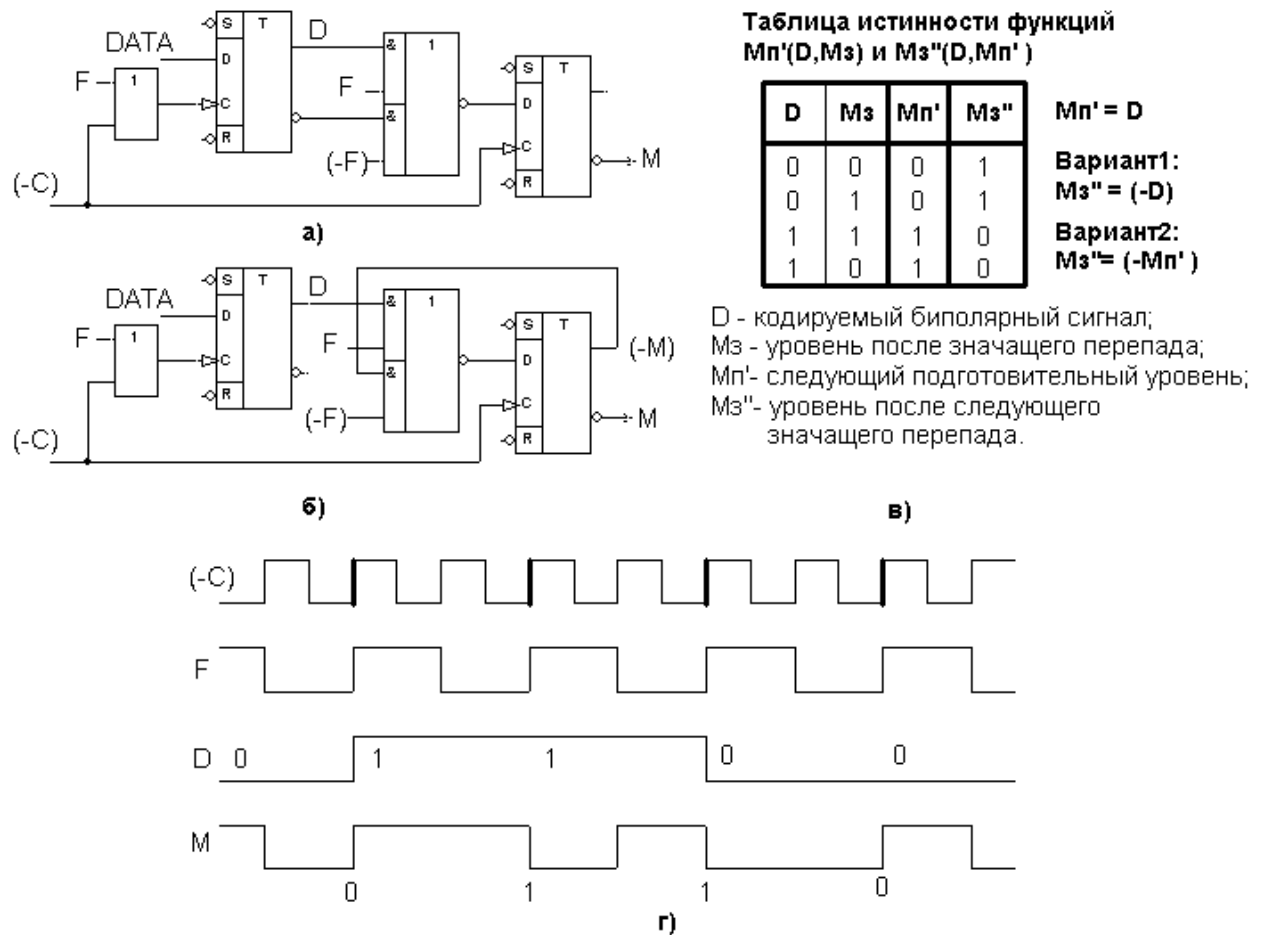 S T
DATA
D
D
& 1
F
1
F
S T
D
C
R
&
C
(-F)
M
R
(-C)
а)
S T
DATA
D
D
& 1
F
1
F
S T
(-M)
D
C
&
R
(-F)
C
M
R
(-C)
б)
Таблица истинности функций
Мп'(D,Мз) и Мз"(D,Мп' )
D Мз Мп' Мз"
0 0 0 1
0 1 0 1
1 1 1 0
1 0 1 0
Мп' = D
Вариант1:
Мз" = (-D)
Вариант2:
Мз"= (-Мп' )
D - кодируемый биполярный сигнал;
Мз - уровень после значащего перепада;
Мп'- следующий подготовительный уровень;
Мз"- уровень после следующего
значащего перепада.
в)
(-C)
F
D 0 1 1 0 0
M
0 1 1 0
г)